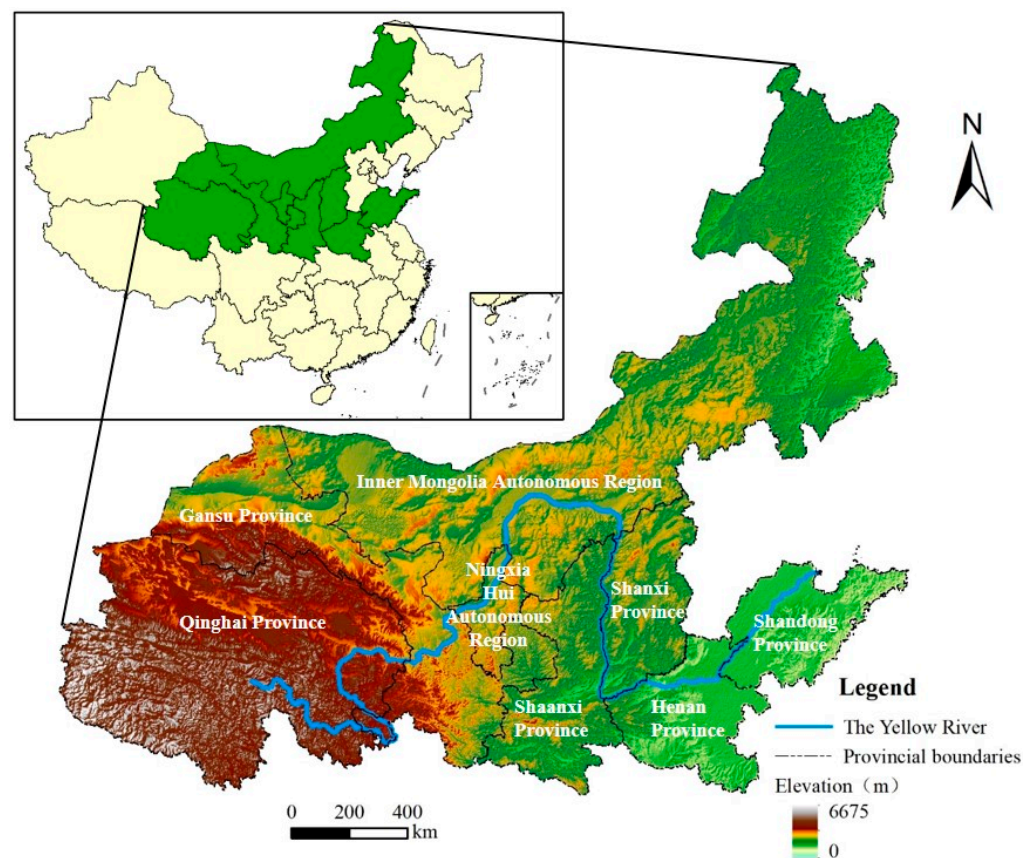 N
Inner Mongolia Autonomous Region
Gansu Province
Ningxia
Hui
Autonomous
Region
Shanxi
Province
Qinghai Province
Shandong
Province
Shaanxi
Province
Henan
Province
Legend
The Yellow River
Provincial boundaries
Elevation（m）
6675
0
0 200 400
km